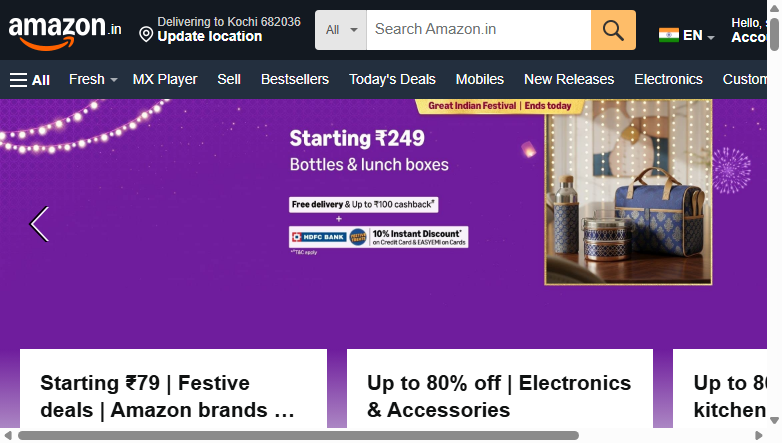 amazon.in
Delivering to Kochi 682036
Update location
All
Search Amazon.in
EN
Hello,
All
Fresh
MX Player
Sell
Bestsellers
Today's Deals
Mobiles
New Releases
Electronics
Custom
Great Indian Festival | Ends today
Starting ₹249
Bottles & lunch boxes
Free delivery & Up to ₹100 cashback*
+
HDFC BANK
10% Instant Discount*
on Credit Card & EASYEMI on Cards
*T&C apply
Starting ₹79 | Festive
deals | Amazon brands …
Up to 80% off | Electronics
& Accessories
Up to
kitchen